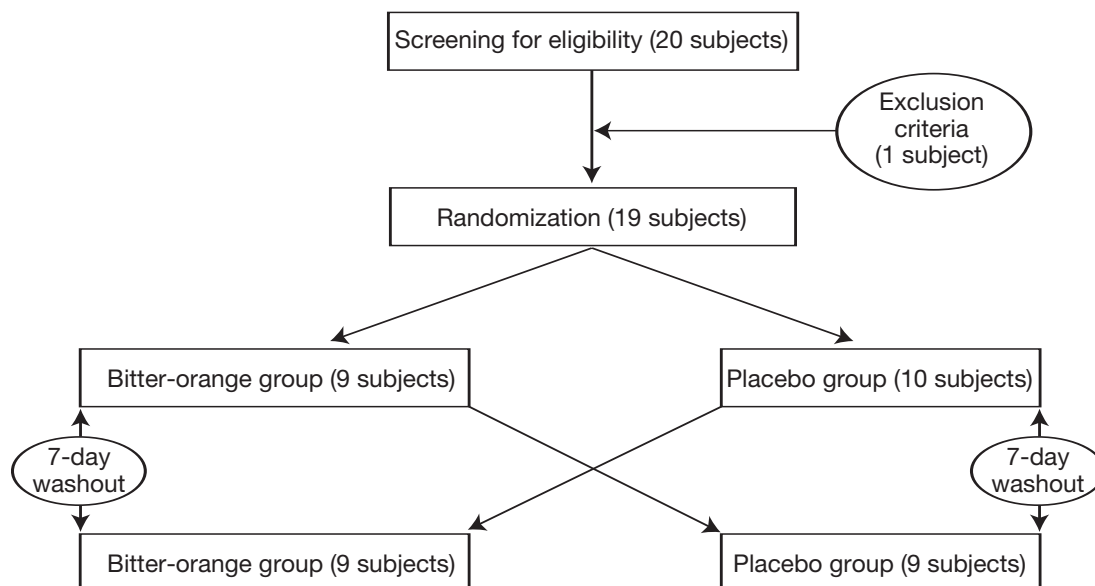 Screening for eligibility (20 subjects)
Exclusion
criteria
(1 subject)
Randomization (19 subjects)
Bitter-orange group (9 subjects)
Placebo group (10 subjects)
7-day
washout
7-day
washout
Bitter-orange group (9 subjects)
Placebo group (9 subjects)